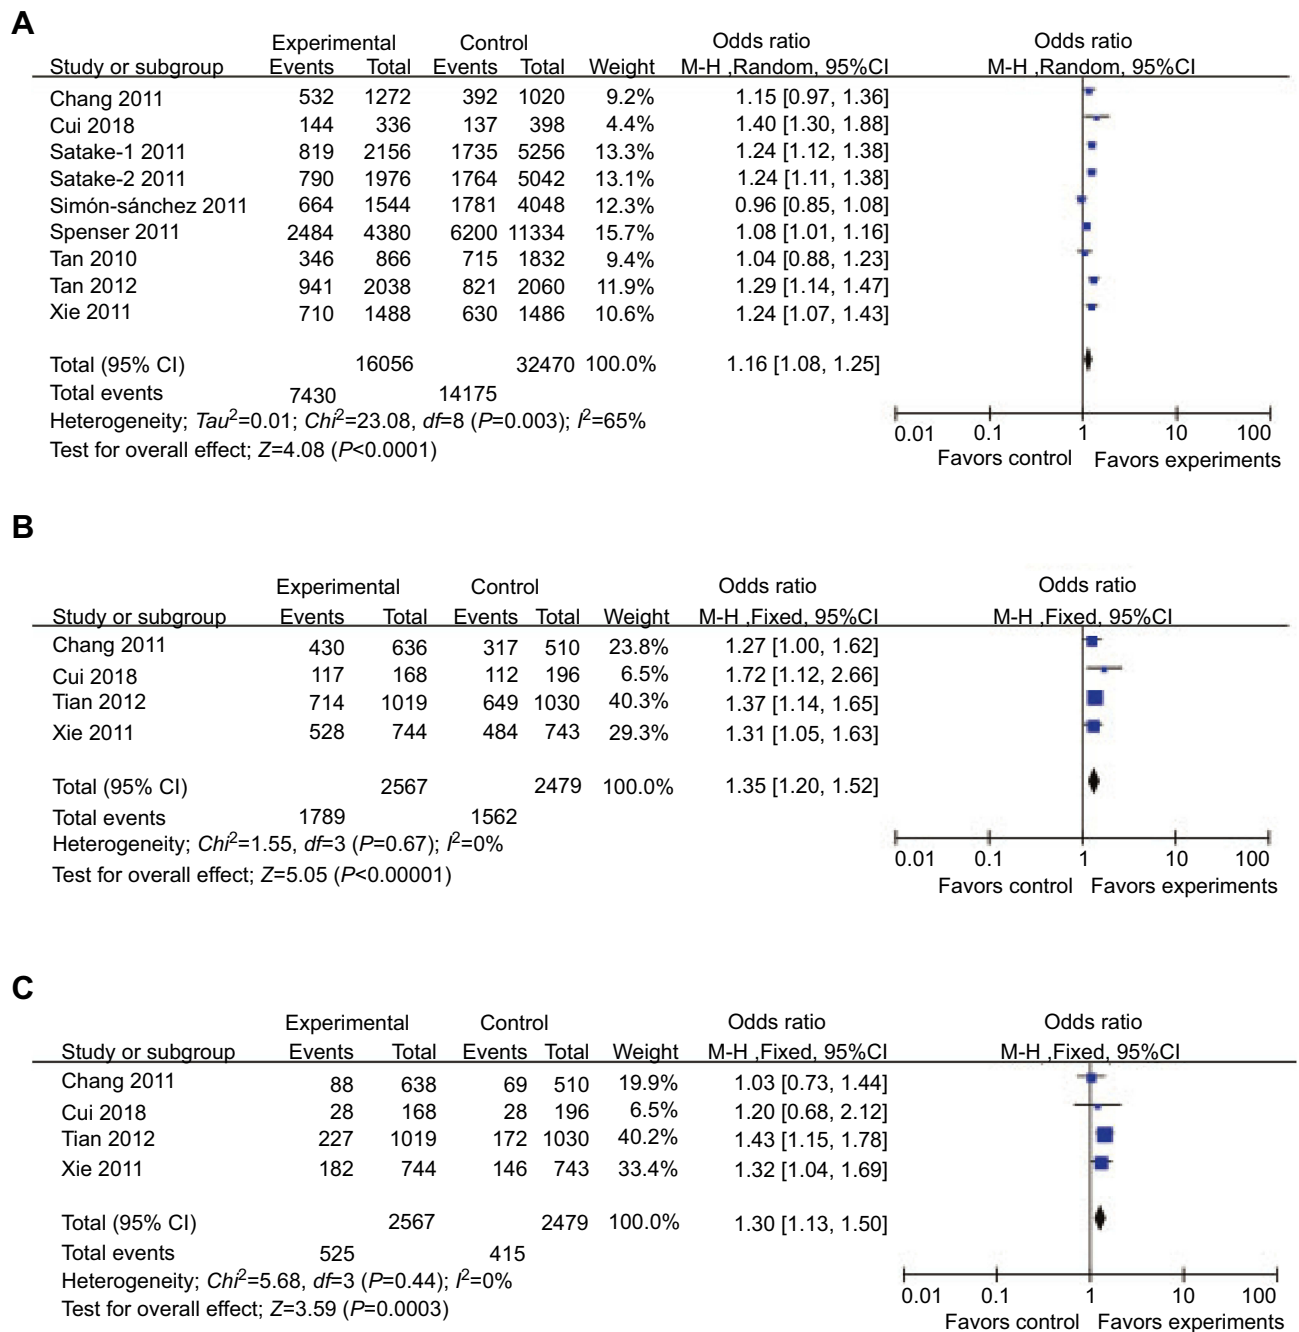 A
Experimental Control Odds ratio Odds ratio
Study or subgroup Events Total Events Total Weight M-H ,Random, 95%CI M-H ,Random, 95%CI
Chang 2011 532 1272 392 1020 9.2% 1.15 [0.97, 1.36]
Cui 2018 144 336 137 398 4.4% 1.40 [1.30, 1.88]
Satake-1 2011 819 2156 1735 5256 13.3% 1.24 [1.12, 1.38]
Satake-2 2011 790 1976 1764 5042 13.1% 1.24 [1.11, 1.38]
Simón-sánchez 2011 664 1544 1781 4048 12.3% 0.96 [0.85, 1.08]
Spenser 2011 2484 4380 6200 11334 15.7% 1.08 [1.01, 1.16]
Tan 2010 346 866 715 1832 9.4% 1.04 [0.88, 1.23]
Tan 2012 941 2038 821 2060 11.9% 1.29 [1.14, 1.47]
Xie 2011 710 1488 630 1486 10.6% 1.24 [1.07, 1.43]
Total (95% CI) 16056 32470 100.0% 1.16 [1.08, 1.25]
Total events 7430 14175
Heterogeneity; Tau²=0.01; Chi²=23.08, df=8 (P=0.003); I²=65%
Test for overall effect; Z=4.08 (P<0.0001)
0.01 0.1 1 10 100
Favors control Favors experiments
B
Experimental Control Odds ratio Odds ratio
Study or subgroup Events Total Events Total Weight M-H ,Fixed, 95%CI M-H ,Fixed, 95%CI
Chang 2011 430 636 317 510 23.8% 1.27 [1.00, 1.62]
Cui 2018 117 168 112 196 6.5% 1.72 [1.12, 2.66]
Tian 2012 714 1019 649 1030 40.3% 1.37 [1.14, 1.65]
Xie 2011 528 744 484 743 29.3% 1.31 [1.05, 1.63]
Total (95% CI) 2567 2479 100.0% 1.35 [1.20, 1.52]
Total events 1789 1562
Heterogeneity; Chi²=1.55, df=3 (P=0.67); I²=0%
Test for overall effect; Z=5.05 (P<0.00001)
0.01 0.1 1 10 100
Favors control Favors experiments
C
Experimental Control Odds ratio Odds ratio
Study or subgroup Events Total Events Total Weight M-H ,Fixed, 95%CI M-H ,Fixed, 95%CI
Chang 2011 88 638 69 510 19.9% 1.03 [0.73, 1.44]
Cui 2018 28 168 28 196 6.5% 1.20 [0.68, 2.12]
Tian 2012 227 1019 172 1030 40.2% 1.43 [1.15, 1.78]
Xie 2011 182 744 146 743 33.4% 1.32 [1.04, 1.69]
Total (95% CI) 2567 2479 100.0% 1.30 [1.13, 1.50]
Total events 525 415
Heterogeneity; Chi²=5.68, df=3 (P=0.44); I²=0%
Test for overall effect; Z=3.59 (P=0.0003)
0.01 0.1 1 10 100
Favors control Favors experiments